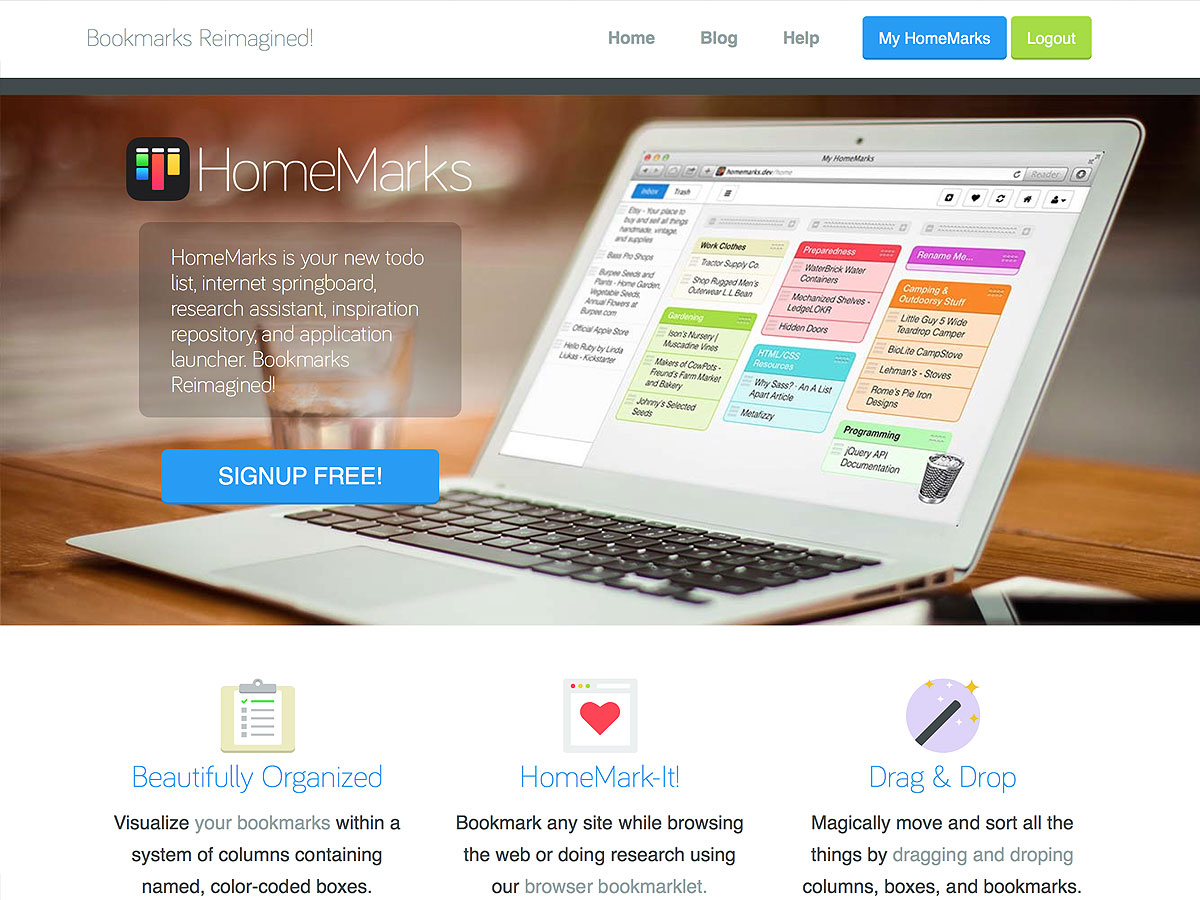 Bookmarks Reimagined!
Home
Blog
Help
My HomeMarks
Logout
HomeMarks
HomeMarks is your new todo
list, internet springboard,
research assistant, inspiration
repository, and application
launcher. Bookmarks
Reimagined!
SIGNUP FREE!
My HomeMarks
homemarks.dev/home
Reader
Inbox
Trash
Etsy - Your place to
buy and sell all things
handmade, vintage,
and supplies
Bass Pro Shops
Burpee Seeds and
Plants - Home Garden,
Vegetable Seeds,
Annual Flowers at
Burpee.com
Official Apple Store
Hello Ruby by Linda
Liukas - Kickstarter
Work Clothes
Tractor Supply Co.
Shop Rugged Men's
Outerwear L.L.Bean
Gardening
Ison's Nursery |
Muscadine Vines
Makers of CowPots -
Freund's Farm Market
and Bakery
Johnny's Selected
Seeds
Preparedness
WaterBrick Water
Containers
Mechanized Shelves -
LedgeLOKR
Hidden Doors
HTML/CSS
Resources
Why Sass? · An A List
Apart Article
Metafizzy
Rename Me...
Camping &
Outdoorsy Stuff
Little Guy 5 Wide
Teardrop Camper
BioLite CampStove
Lehman's - Stoves
Rome's Pie Iron
Designs
Programming
jQuery API
Documentation
Beautifully Organized
Visualize your bookmarks within a
system of columns containing
named, color-coded boxes.
HomeMark-It!
Bookmark any site while browsing
the web or doing research using
our browser bookmarklet.
Drag & Drop
Magically move and sort all the
things by dragging and droping
columns, boxes, and bookmarks.